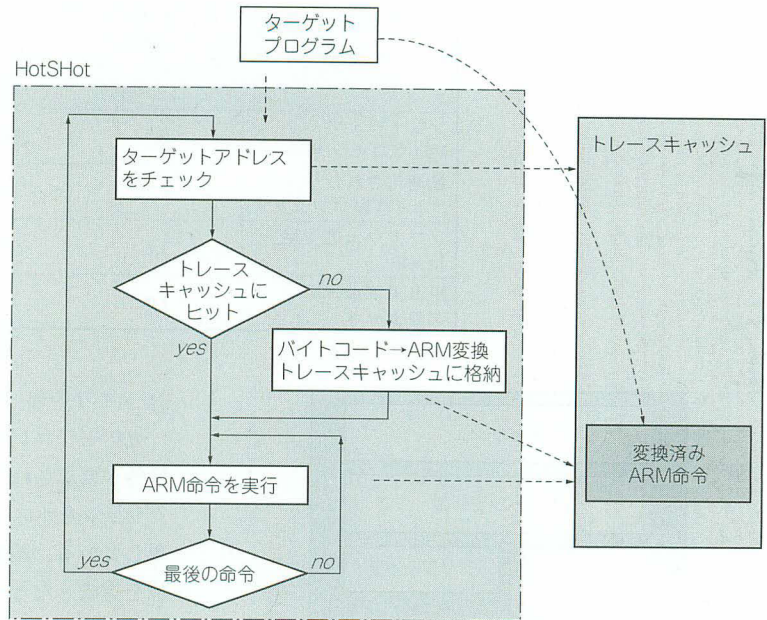 ターゲット
プログラム
HotSHot
ターゲットアドレス
をチェック
トレースキャッシュ
トレース
キャッシュに
ヒット
no
yes
バイトコード→ARM変換
トレースキャッシュに格納
変換済み
ARM命令
ARM命令を実行
yes
最後の命令
no